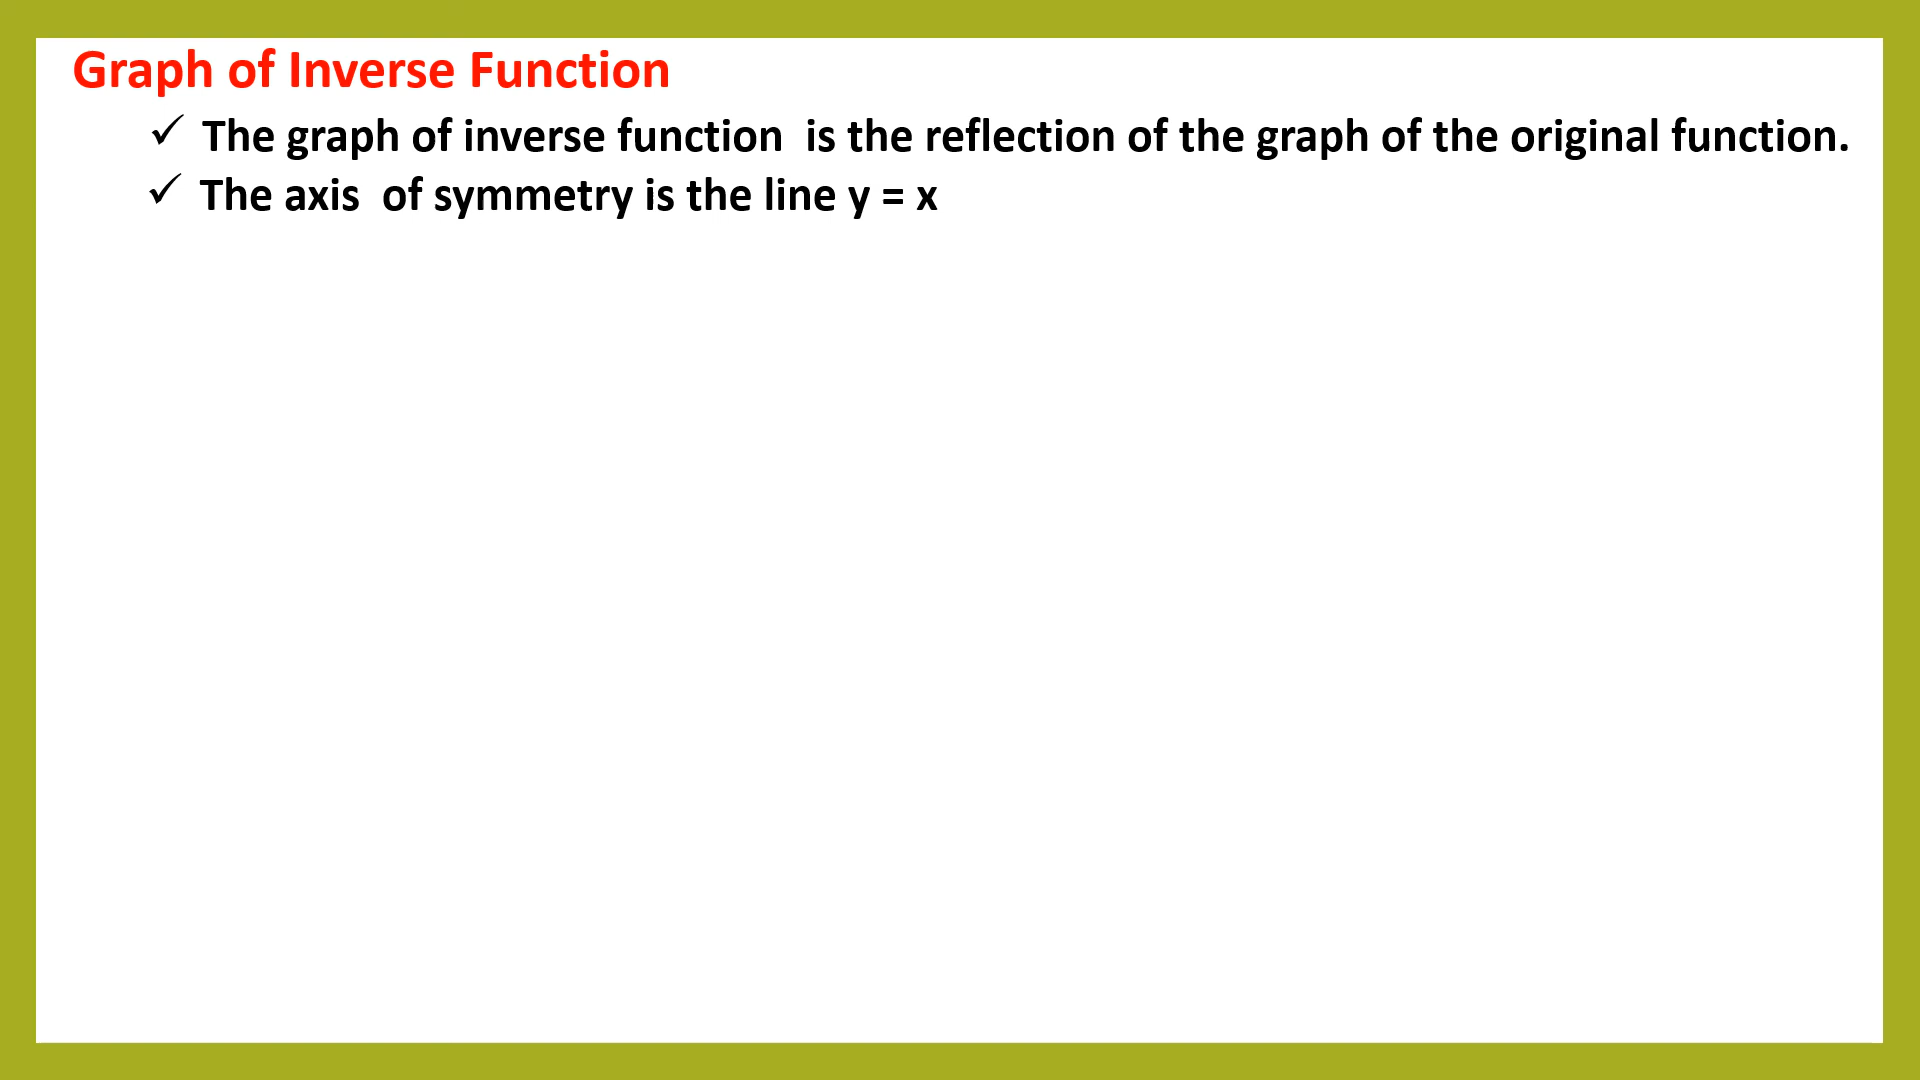 Graph of Inverse Function
✓ The graph of inverse function is the reflection of the graph of the original function.
✓ The axis of symmetry is the line y = x